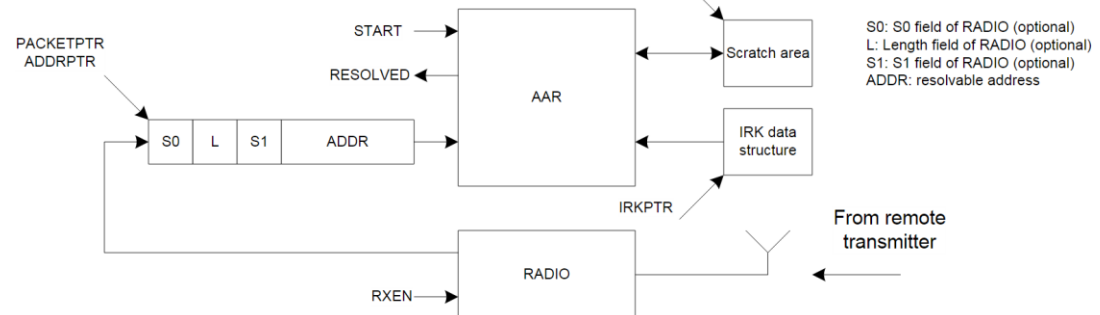 START
RESOLVED
PACKETPTR
ADDRPTR
S0 L S1 ADDR
AAR
Scratch area
IRK data
structure
IRKPTR
S0: S0 field of RADIO (optional)
L: Length field of RADIO (optional)
S1: S1 field of RADIO (optional)
ADDR: resolvable address
From remote
transmitter
RADIO
RXEN